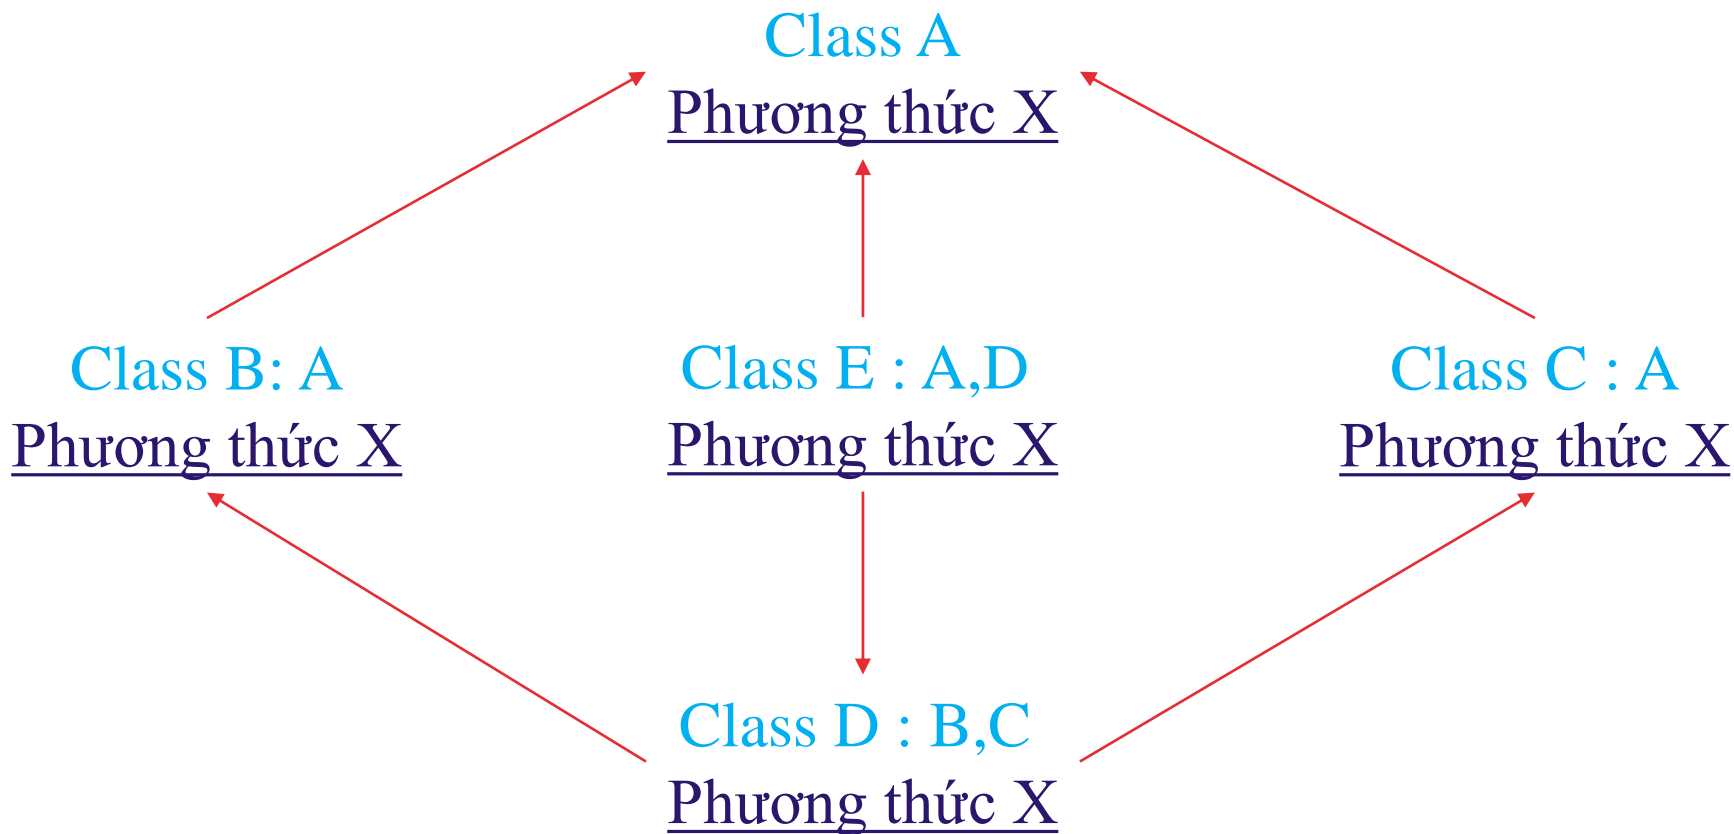 Class A
Phương thức X
Class B: A
Phương thức X
Class E : A,D
Phương thức X
Class C : A
Phương thức X
Class D : B,C
Phương thức X